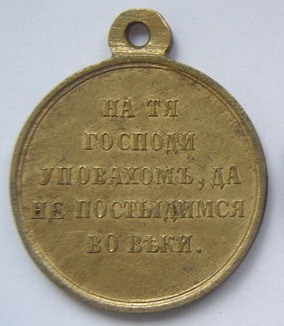 НА ТЯ
ГОСПОДИ
УПОВАХОМЪ, ДА
НЕ ПОСТЫДИМСЯ
ВО ВѢКИ.